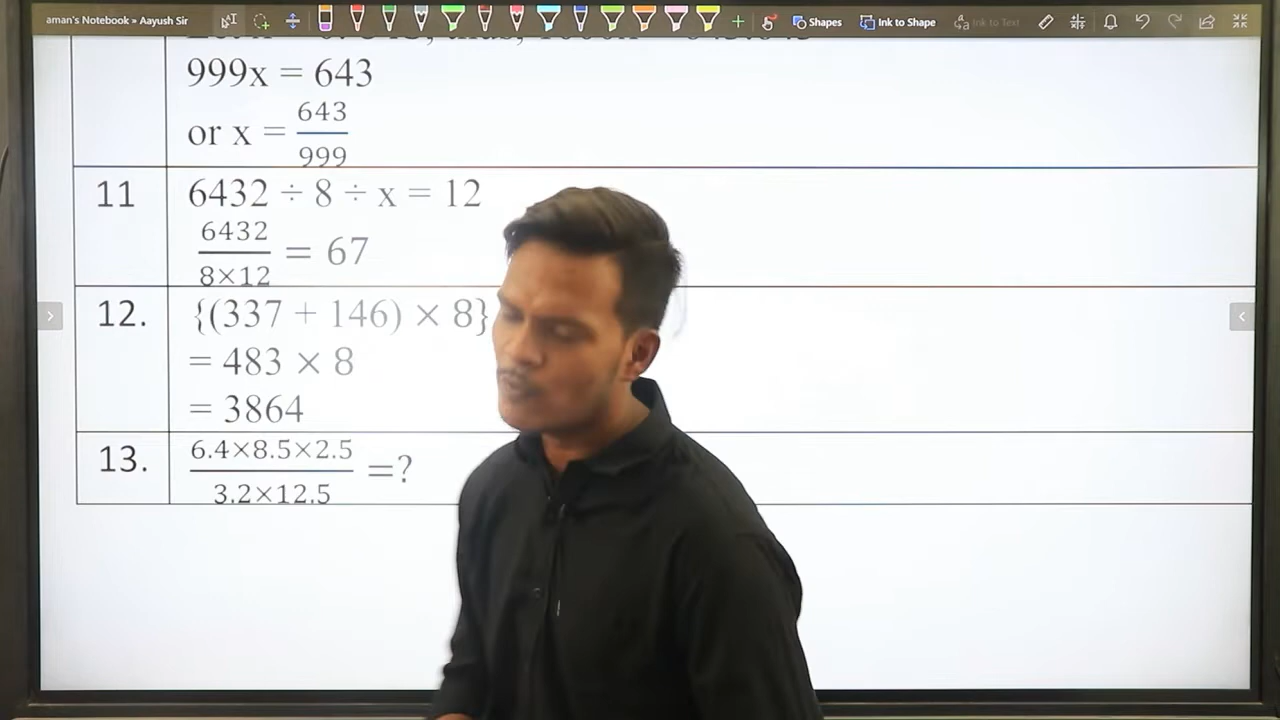 aman's Notebook » Aayush Sir
Shapes
Ink to Shape
Ink to Text
999x = 643
or x = 643/999
11 6432 ÷ 8 ÷ x = 12
6432/8×12 = 67
12. {(337 + 146) × 8}
= 483 × 8
= 3864
13. 6.4×8.5×2.5/3.2×12.5 =?